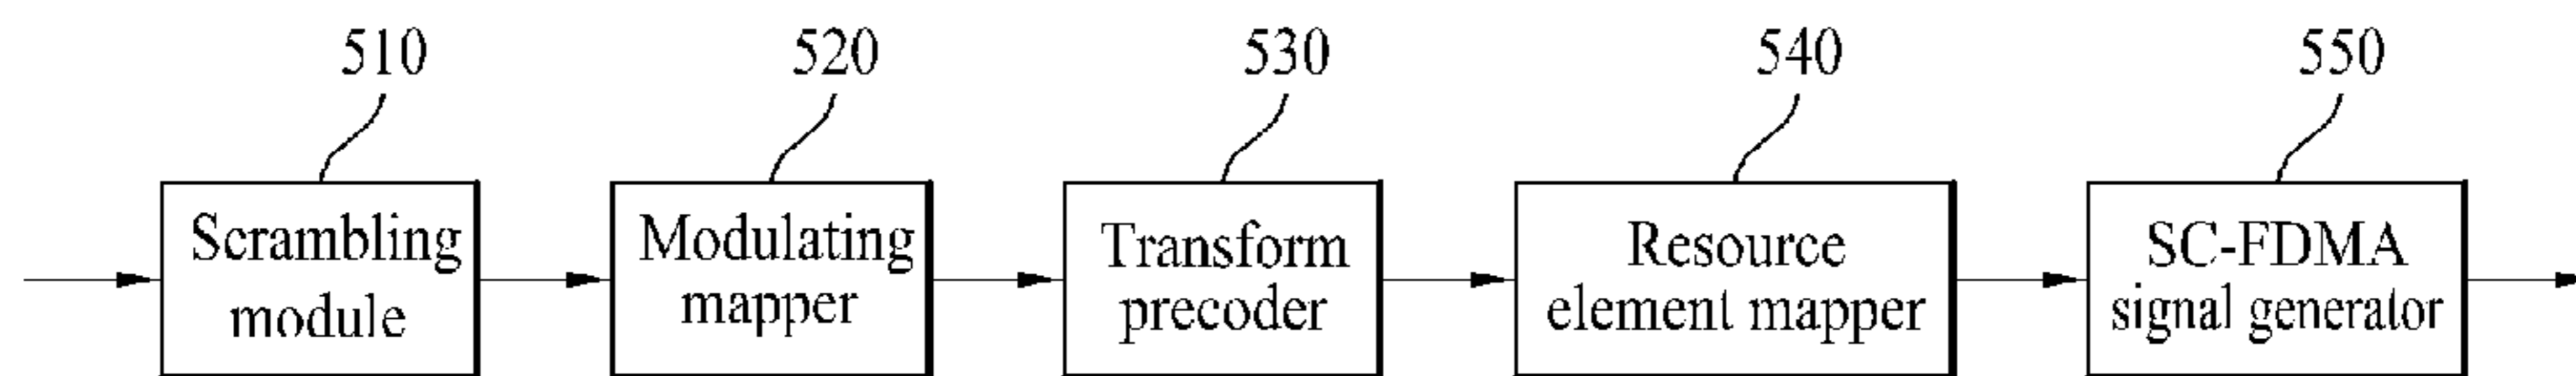 510
520
530
540
550
Scrambling
module
Modulating
mapper
Transform
precoder
Resource
element mapper
SC-FDMA
signal generator